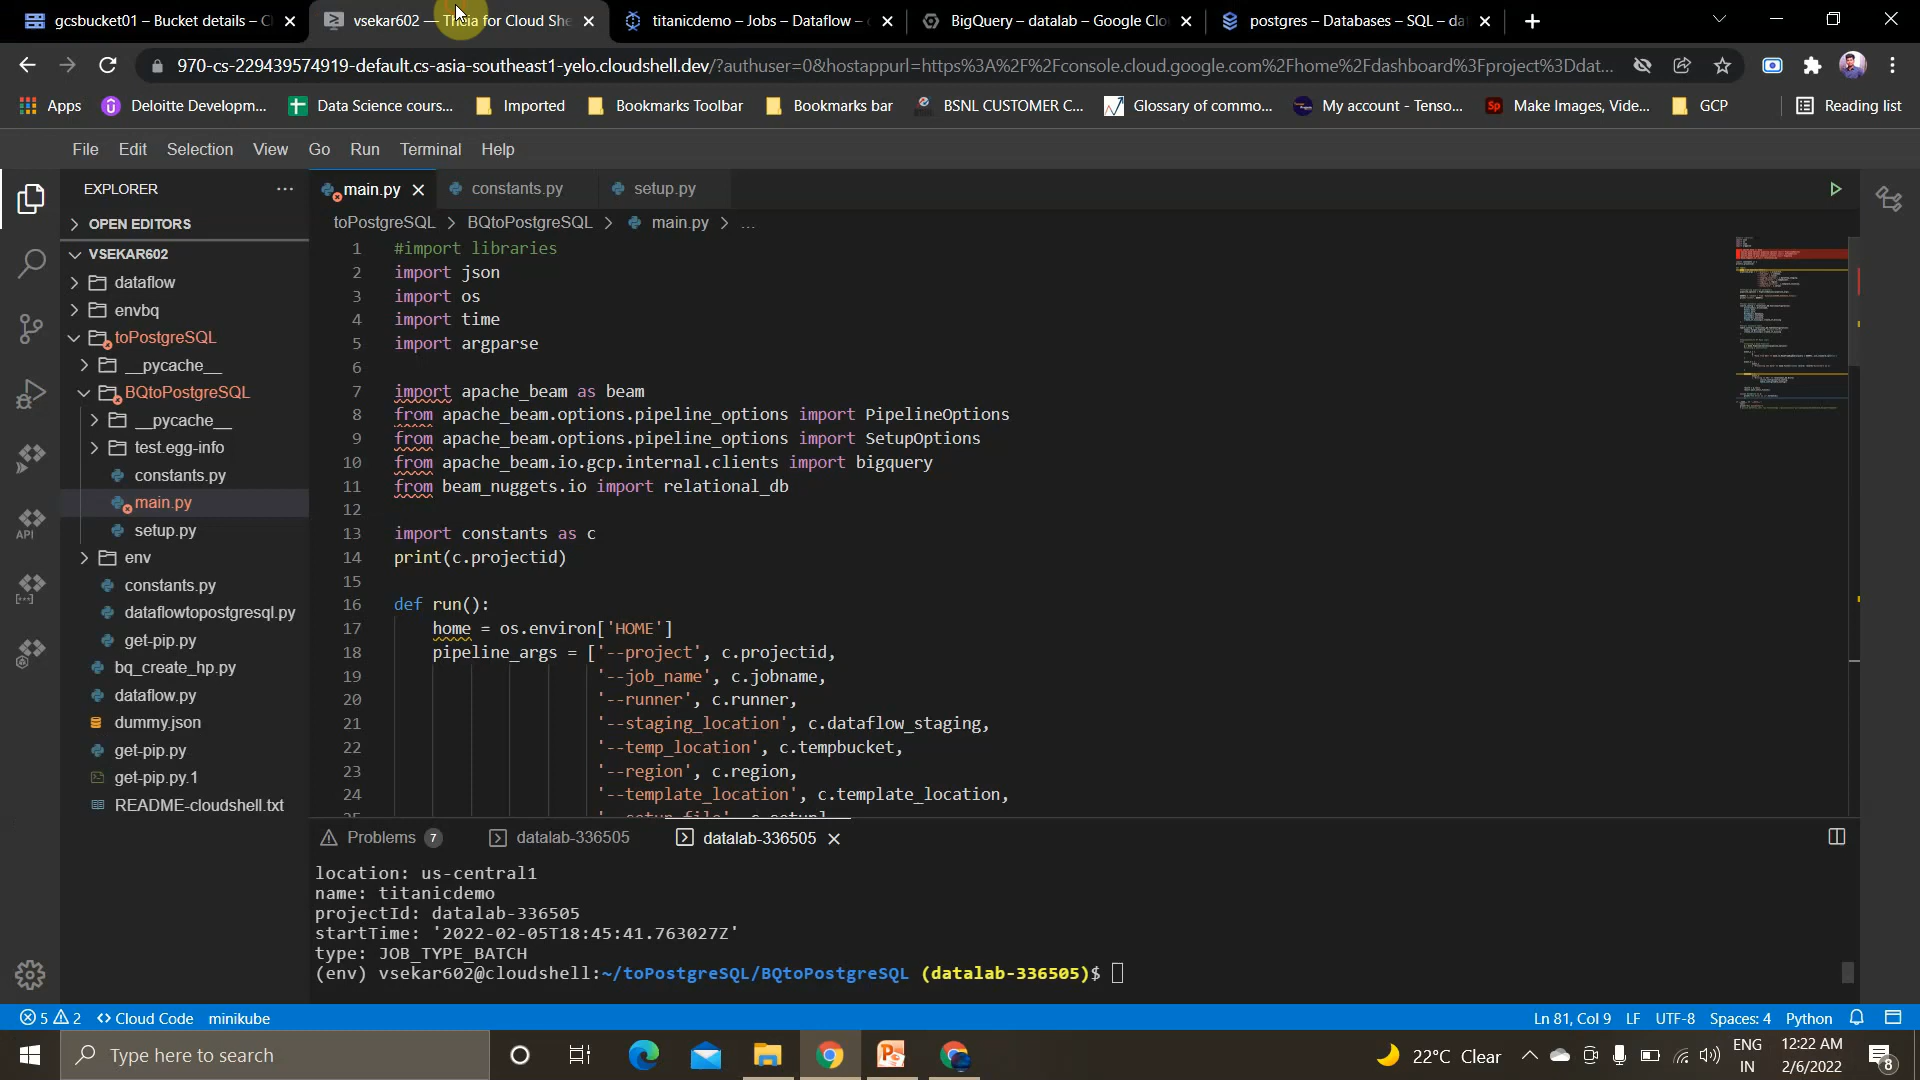 gcsbucket01 – Bucket details – Cl
vsekar602 — Theia for Cloud She
titanicdemo – Jobs – Dataflow –
BigQuery – datalab – Google Clo
postgres – Databases – SQL – da
970-cs-229439574919-default.cs-asia-southeast1-yelo.cloudshell.dev/?authuser=0&hostappurl=https%3A%2F%2Fconsole.cloud.google.com%2Fhome%2Fdashboard%3Fproject%3Ddat...
Apps
Deloitte Developm...
Data Science cours...
Imported
Bookmarks Toolbar
Bookmarks bar
BSNL CUSTOMER C...
Glossary of commo...
My account - Tenso...
Sp Make Images, Vide...
GCP
Reading list
File Edit Selection View Go Run Terminal Help
EXPLORER ...
OPEN EDITORS
VSEKAR602
dataflow
envbq
toPostgreSQL
__pycache__
BQtoPostgreSQL
__pycache__
test.egg-info
constants.py
main.py
setup.py
env
constants.py
dataflowtopostgresql.py
get-pip.py
bq_create_hp.py
dataflow.py
dummy.json
get-pip.py
get-pip.py.1
README-cloudshell.txt
API
main.py constants.py setup.py
toPostgreSQL > BQtoPostgreSQL > main.py > ...
1 #import libraries
2 import json
3 import os
4 import time
5 import argparse
6
7 import apache_beam as beam
8 from apache_beam.options.pipeline_options import PipelineOptions
9 from apache_beam.options.pipeline_options import SetupOptions
10 from apache_beam.io.gcp.internal.clients import bigquery
11 from beam_nuggets.io import relational_db
12
13 import constants as c
14 print(c.projectid)
15
16 def run():
17 home = os.environ['HOME']
18 pipeline_args = ['--project', c.projectid,
19 '--job_name', c.jobname,
20 '--runner', c.runner,
21 '--staging_location', c.dataflow_staging,
22 '--temp_location', c.tempbucket,
23 '--region', c.region,
24 '--template_location', c.template_location,
Problems 7 datalab-336505 datalab-336505
location: us-central1
name: titanicdemo
projectId: datalab-336505
startTime: '2022-02-05T18:45:41.763027Z'
type: JOB_TYPE_BATCH
(env) vsekar602@cloudshell:~/toPostgreSQL/BQtoPostgreSQL (datalab-336505)$
5 2 <> Cloud Code minikube
Ln 81, Col 9 LF UTF-8 Spaces: 4 Python
Type here to search
22°C Clear
ENG
IN
12:22 AM
2/6/2022
8